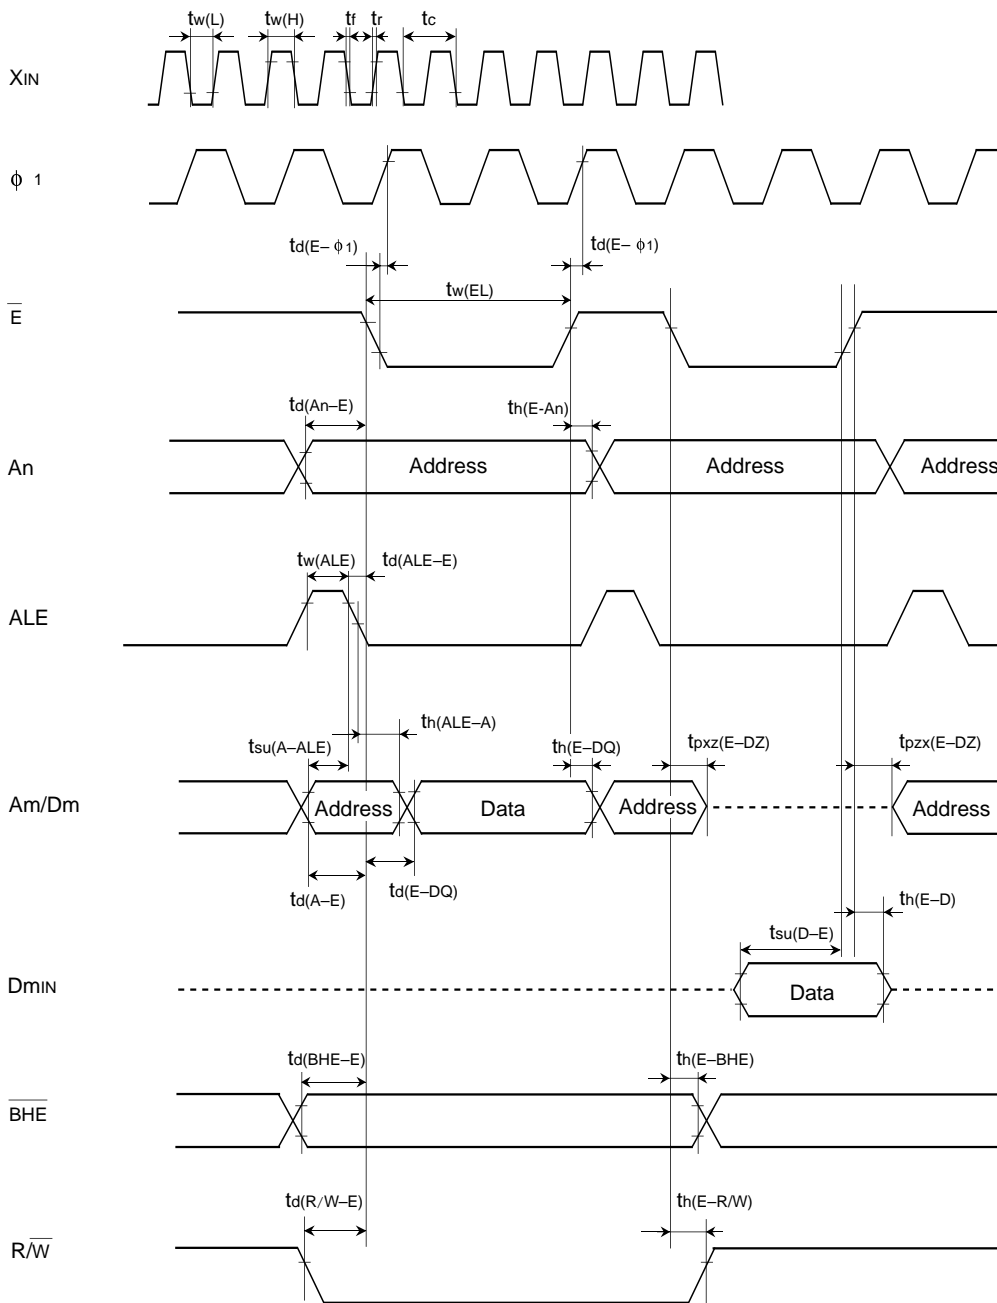 tw(L) tw(H) tf tr tc
XIN
ϕ 1
td(E–ϕ1) td(E–ϕ1)
tw(EL)
E
td(An–E) th(E-An)
An Address Address Address
tw(ALE) td(ALE–E)
ALE
th(ALE–A)
tsu(A–ALE) th(E–DQ) tpxz(E–DZ) tpzx(E–DZ)
Am/Dm Address Data Address Address
td(A–E) td(E–DQ)
th(E–D)
tsu(D–E)
DmIN Data
td(BHE–E) th(E–BHE)
BHE
td(R/W–E) th(E–R/W)
R/W